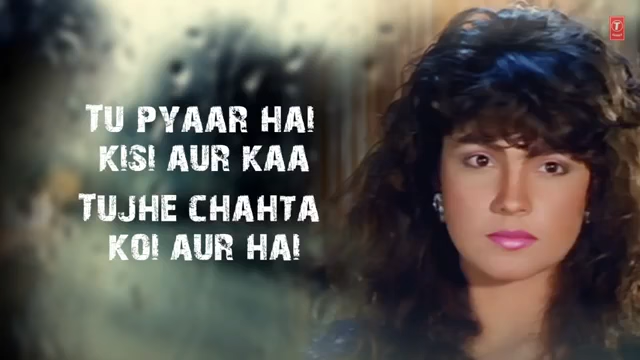 TU PYAAR HAI
KISI AUR KAA
TUJHE CHAHTA
KOI AUR HAI